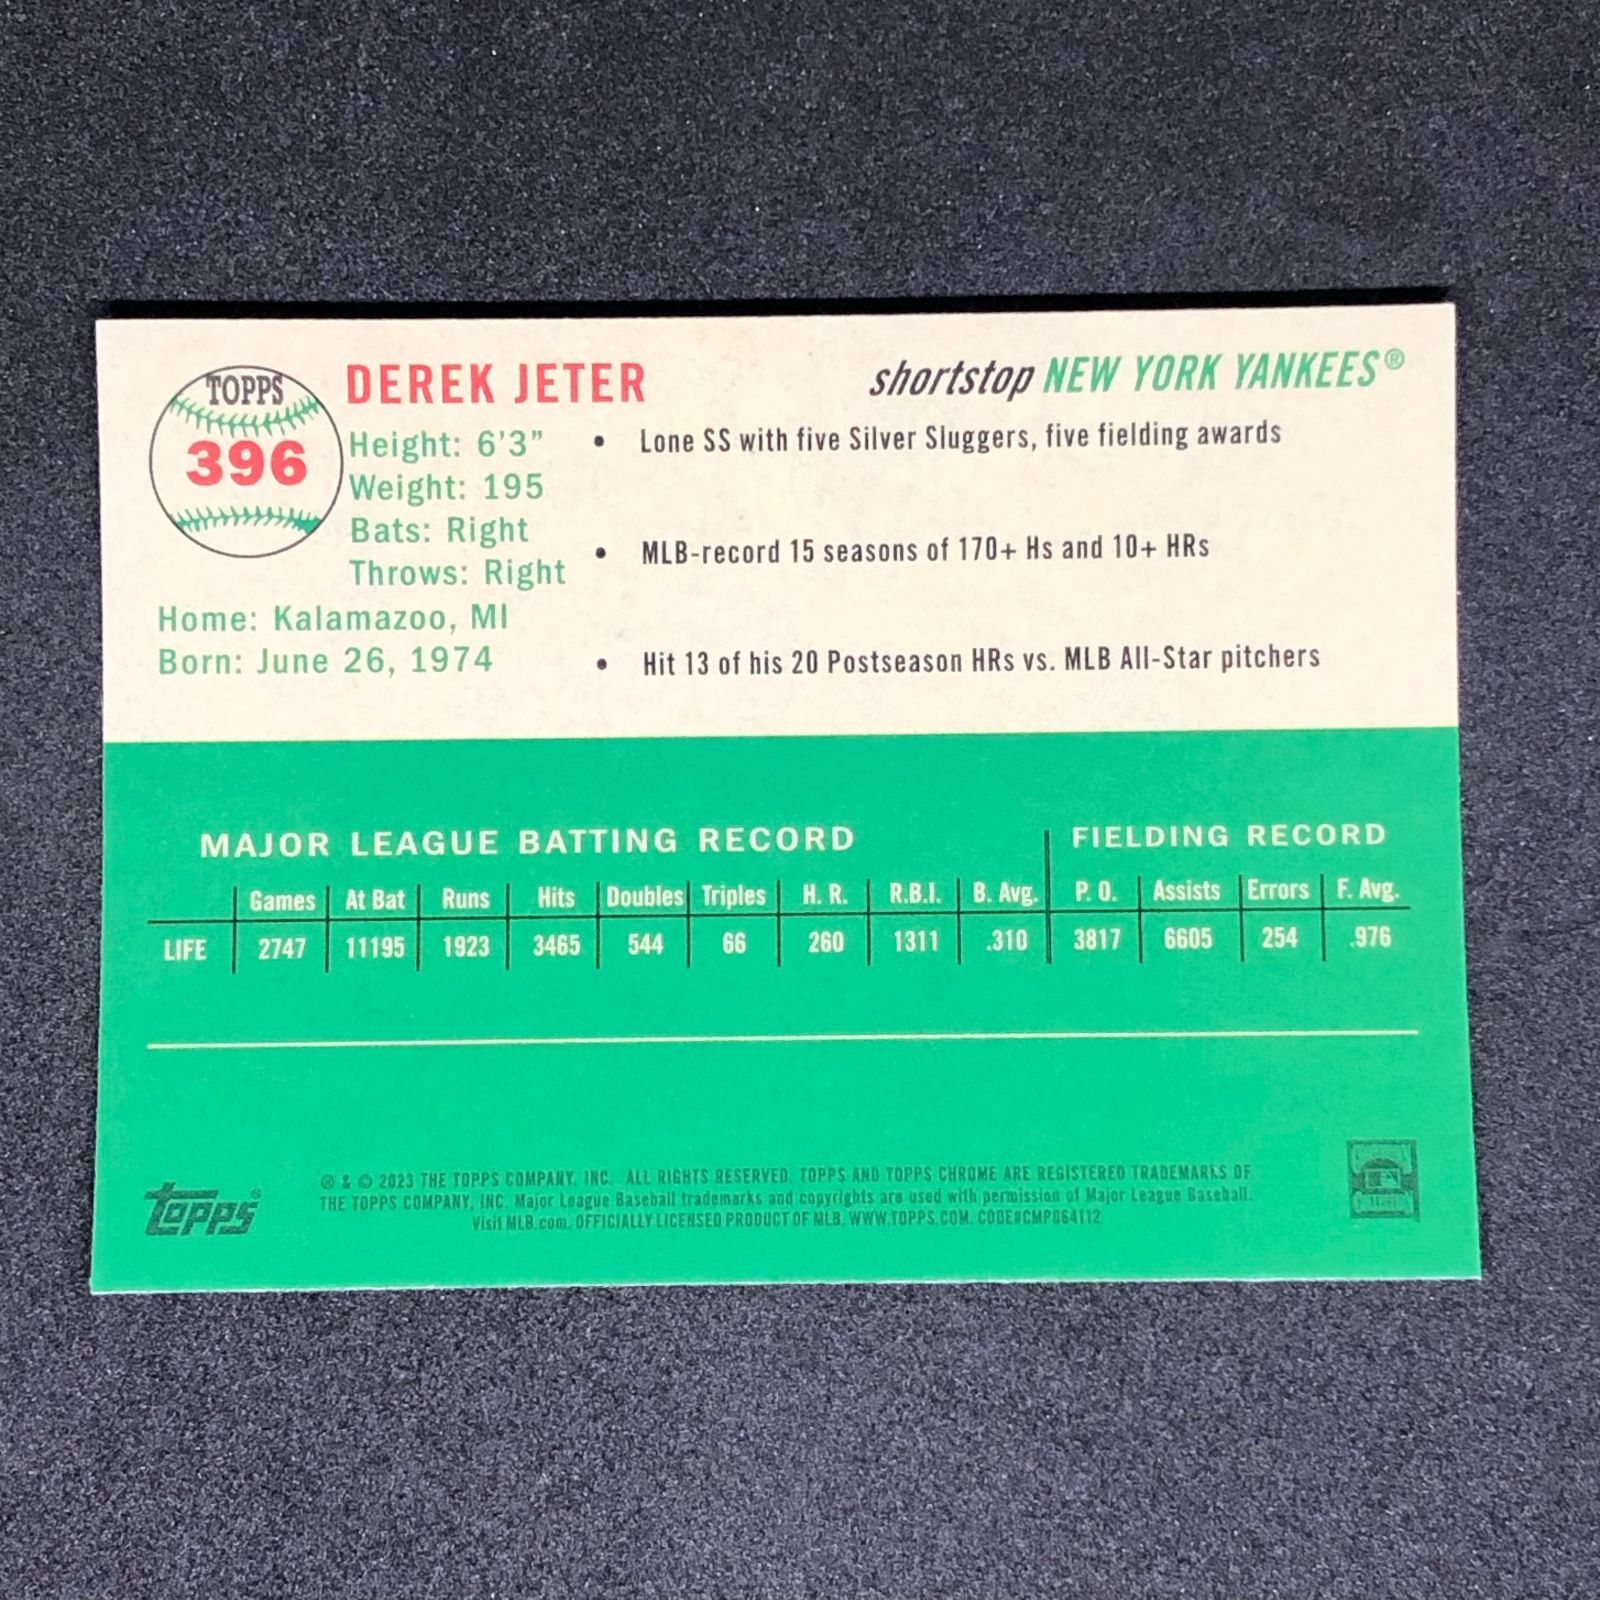 TOPPS
396
DEREK JETER
shortstop NEW YORK YANKEES®
Height: 6'3"
Weight: 195
Bats: Right
Throws: Right
Home: Kalamazoo, MI
Born: June 26, 1974
• Lone SS with five Silver Sluggers, five fielding awards
• MLB-record 15 seasons of 170+ Hs and 10+ HRs
• Hit 13 of his 20 Postseason HRs vs. MLB All-Star pitchers
MAJOR LEAGUE BATTING RECORD FIELDING RECORD
Games At Bat Runs Hits Doubles Triples H. R. R.B.I. B. Avg. P. O. Assists Errors F. Avg.
LIFE 2747 11195 1923 3465 544 66 260 1311 .310 3817 6605 254 .976
topps®
® & © 2023 THE TOPPS COMPANY, INC. ALL RIGHTS RESERVED. TOPPS AND TOPPS CHROME ARE REGISTERED TRADEMARKS OF
THE TOPPS COMPANY, INC. Major League Baseball trademarks and copyrights are used with permission of Major League Baseball.
Visit MLB.com. OFFICIALLY LICENSED PRODUCT OF MLB. WWW.TOPPS.COM. CODE#CMP064112